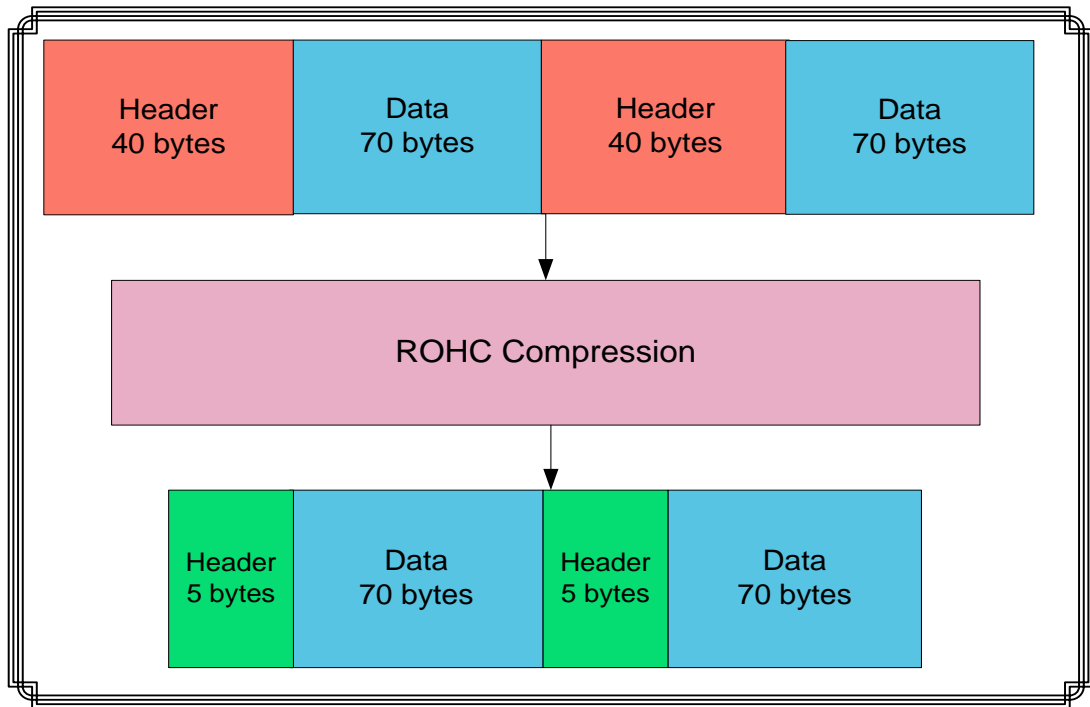 Header
40 bytes
Data
70 bytes
Header
40 bytes
Data
70 bytes
ROHC Compression
Header
5 bytes
Data
70 bytes
Header
5 bytes
Data
70 bytes